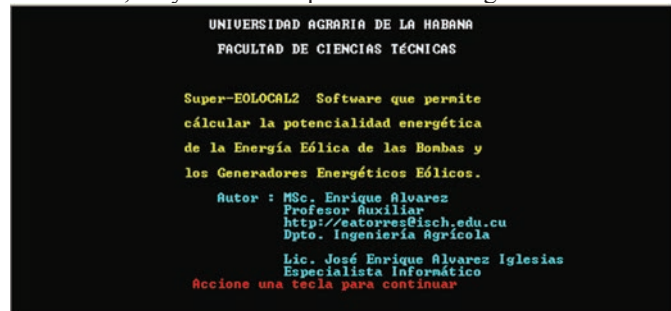 UNIVERSIDAD AGRARIA DE LA HABANA
FACULTAD DE CIENCIAS TéCNICAS
Super-EOLOCAL2 Software que permite
cálcular la potencialidad energética
de la Energía Eólica de las Bombas y
los Generadores Energéticos Eólicos.
Autor : MSc. Enrique Alvarez
Profesor Auxiliar
http://eatorres@isch.edu.cu
Dpto. Ingeniería Agrícola
Lic. José Enrique Alvarez Iglesias
Especialista Informático
Accione una tecla para continuar